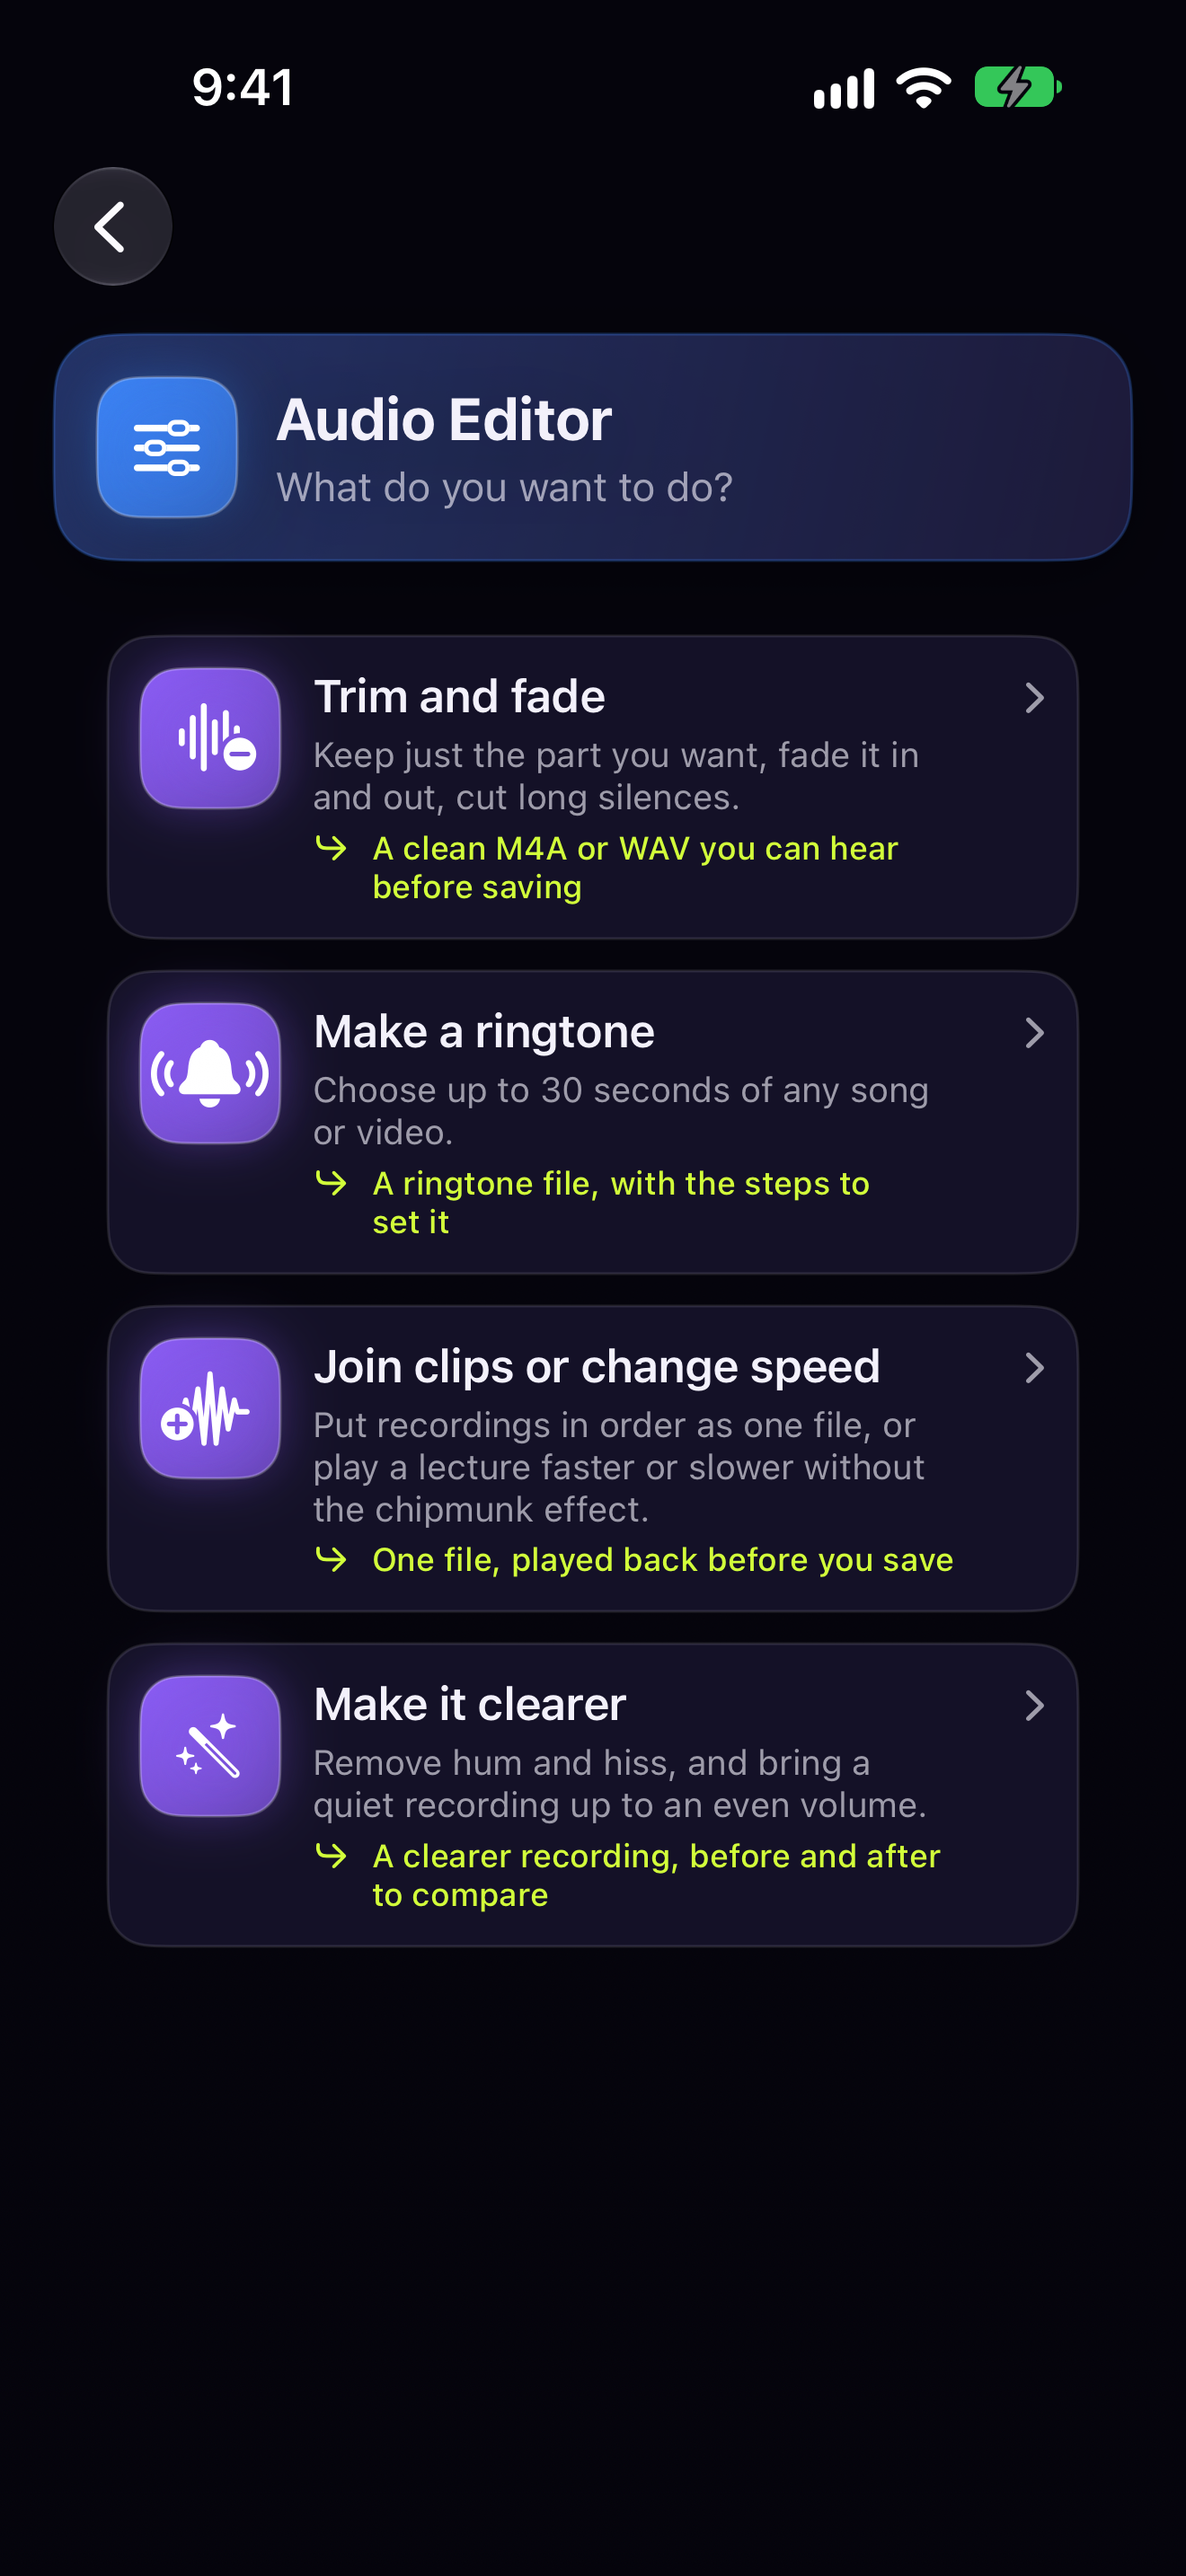 9:41
Audio Editor
What do you want to do?
Trim and fade
Keep just the part you want, fade it in
and out, cut long silences.
A clean M4A or WAV you can hear
before saving
Make a ringtone
Choose up to 30 seconds of any song
or video.
A ringtone file, with the steps to
set it
Join clips or change speed
Put recordings in order as one file, or
play a lecture faster or slower without
the chipmunk effect.
One file, played back before you save
Make it clearer
Remove hum and hiss, and bring a
quiet recording up to an even volume.
A clearer recording, before and after
to compare